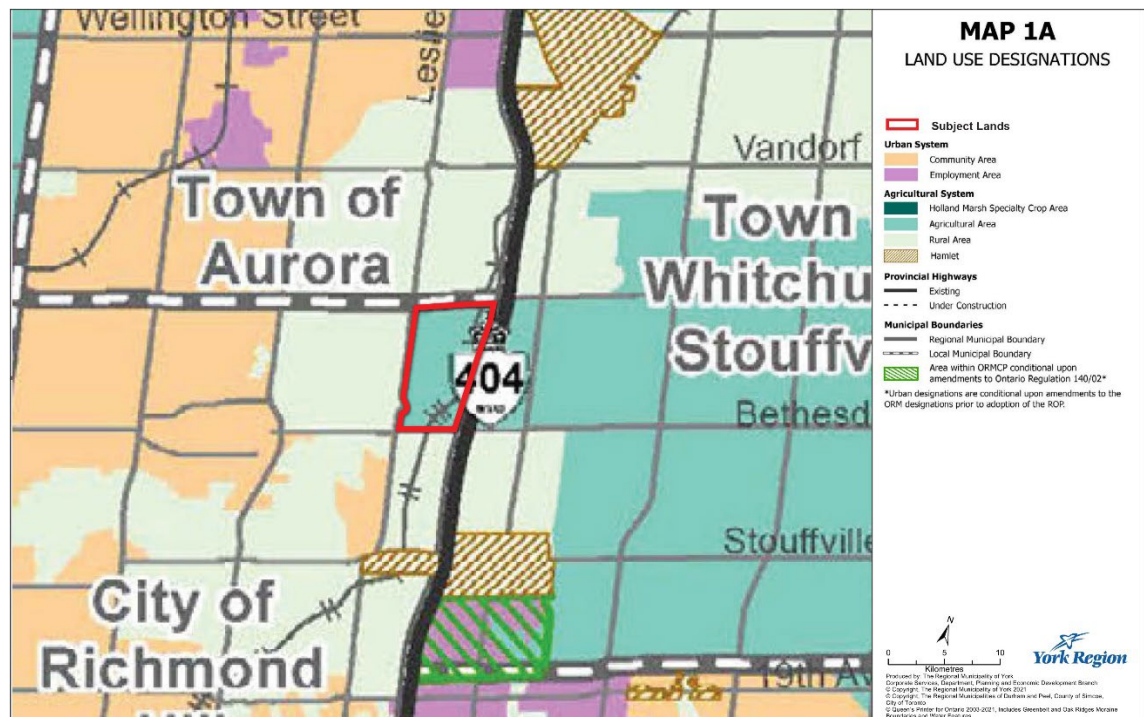 Wellington Street
Leslie
Vandorf
Town of
Aurora
Town
Whitchu
Stouffv
404
Bethesd
Stouffville
City of
Richmond
Hill
19th Av
MAP 1A
LAND USE DESIGNATIONS
Subject Lands
Urban System
Community Area
Employment Area
Agricultural System
Holland Marsh Specialty Crop Area
Agricultural Area
Rural Area
Hamlet
Provincial Highways
Existing
Under Construction
Municipal Boundaries
Regional Municipal Boundary
Local Municipal Boundary
Area within ORMCP conditional upon
amendments to Ontario Regulation 140/02*
*Urban designations are conditional upon amendments to the
ORM designations prior to adoption of the ROP.
N
0 5 10
Kilometres
York Region
Produced by: The Regional Municipality of York
Corporate Services, Department, Planning and Economic Development Branch
© Copyright, The Regional Municipality of York 2021
© Copyright, The Regional Municipalities of Durham and Peel, County of Simcoe,
City of Toronto
© Queen's Printer for Ontario 2003-2021, Includes Greenbelt and Oak Ridges Moraine
Boundaries and Water Features